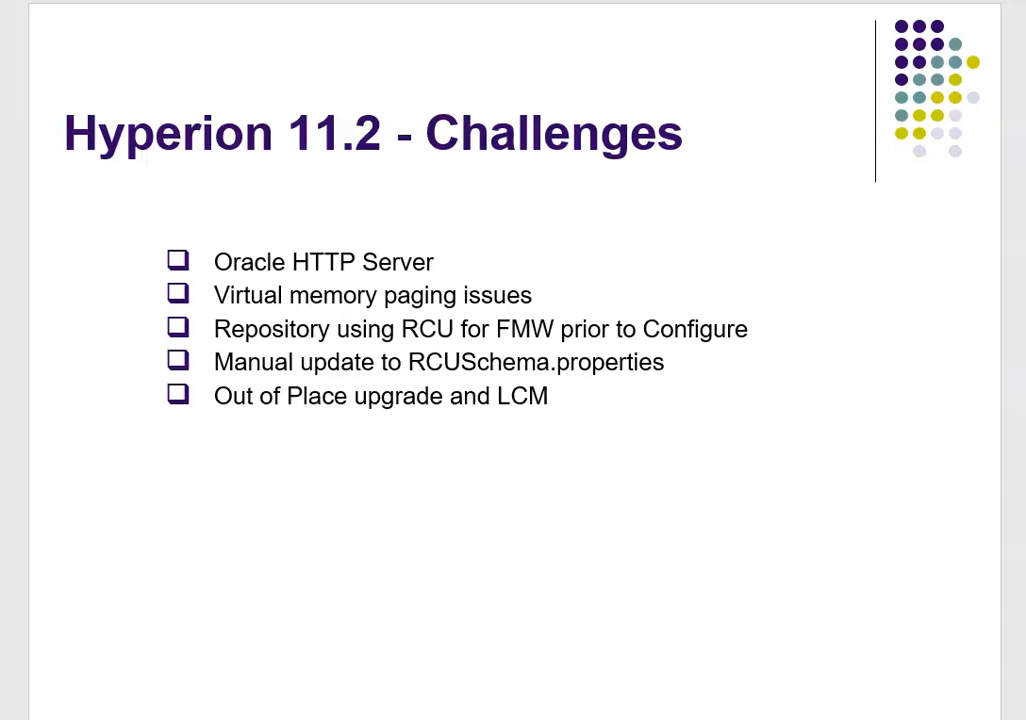 Hyperion 11.2 - Challenges
Oracle HTTP Server
Virtual memory paging issues
Repository using RCU for FMW prior to Configure
Manual update to RCUSchema.properties
Out of Place upgrade and LCM